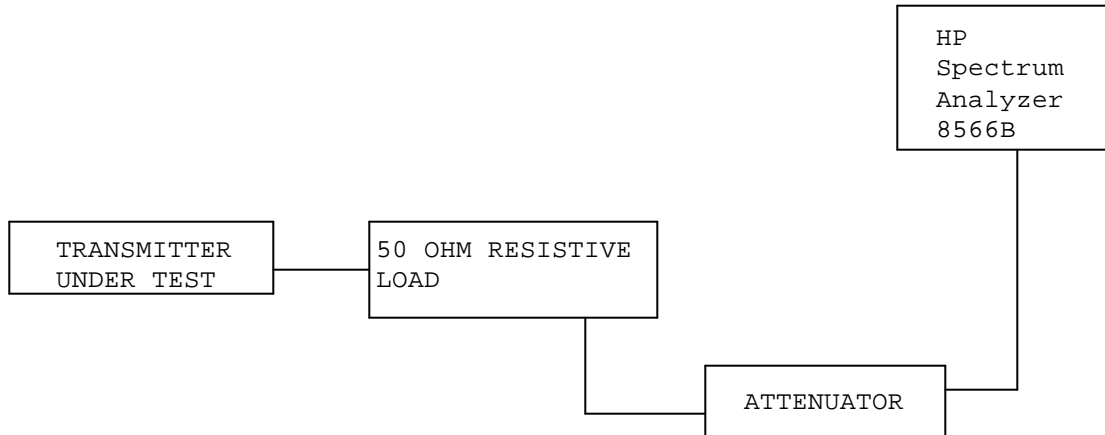 HP
Spectrum
Analyzer
8566B
TRANSMITTER
UNDER TEST
50 OHM RESISTIVE
LOAD
ATTENUATOR